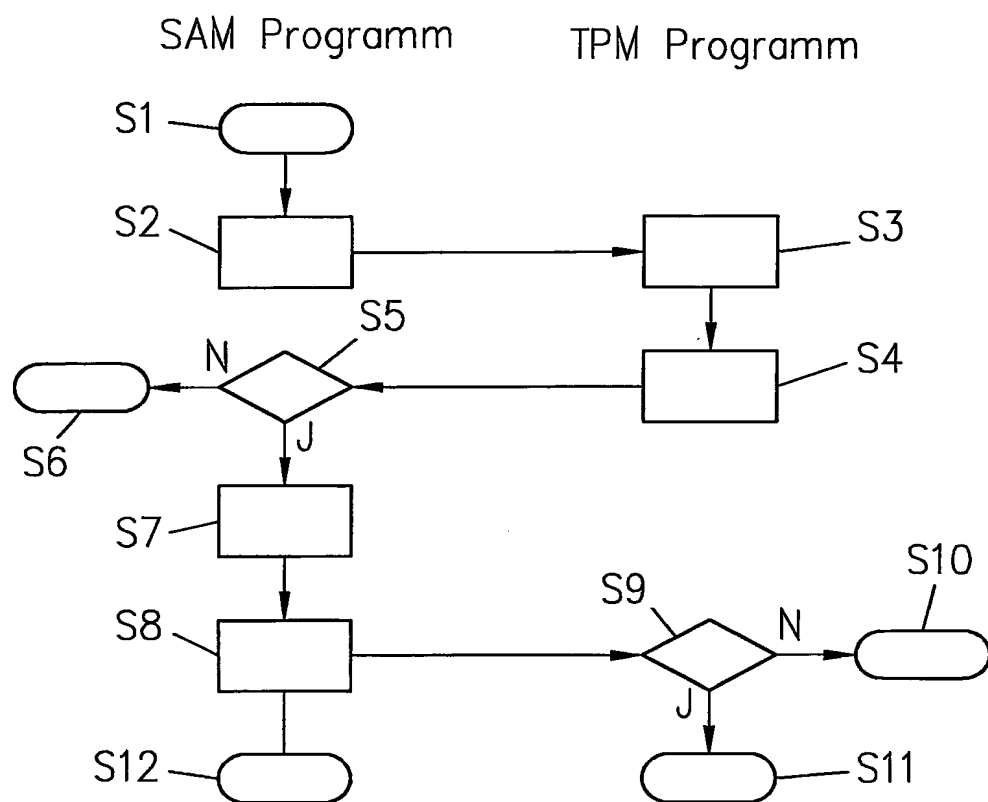 SAM Programm
TPM Programm
S1
S2
S3
S5
N
S4
S6
J
S7
S10
S9
N
S8
J
S12
S11